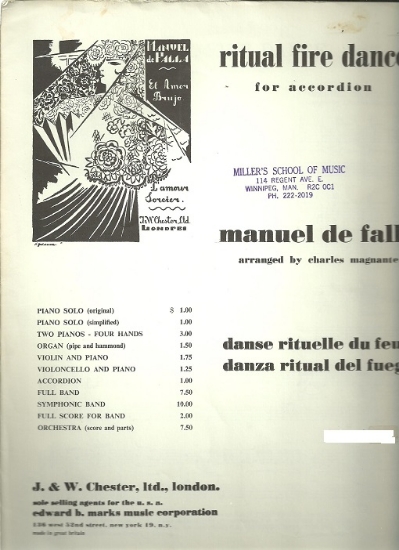 MANUEL
de FALLA
El Amor
Brujo
L'amour
Sorcier.
J&W Chester, Ltd.
LONDRES
ritual fire dance
for accordion
MILLER'S SCHOOL OF MUSIC
114 REGENT AVE. E.
WINNIPEG, MAN. R2C 0C1
PH. 222-2019
manuel de fall
arranged by charles magnante
PIANO SOLO (original) $ 1.00
PIANO SOLO (simplified) 1.00
TWO PIANOS - FOUR HANDS 3.00
ORGAN (pipe and hammond) 1.50
VIOLIN AND PIANO 1.75
VIOLONCELLO AND PIANO 1.25
ACCORDION 1.00
FULL BAND 7.50
SYMPHONIC BAND 10.00
FULL SCORE FOR BAND 2.00
ORCHESTRA (score and parts) 7.50
danse rituelle du feu
danza ritual del fueg
J. & W. Chester, ltd., london.
sole selling agents for the u. s. a.
edward b. marks music corporation
136 west 52nd street, new york 19, n.y.
made in great britain